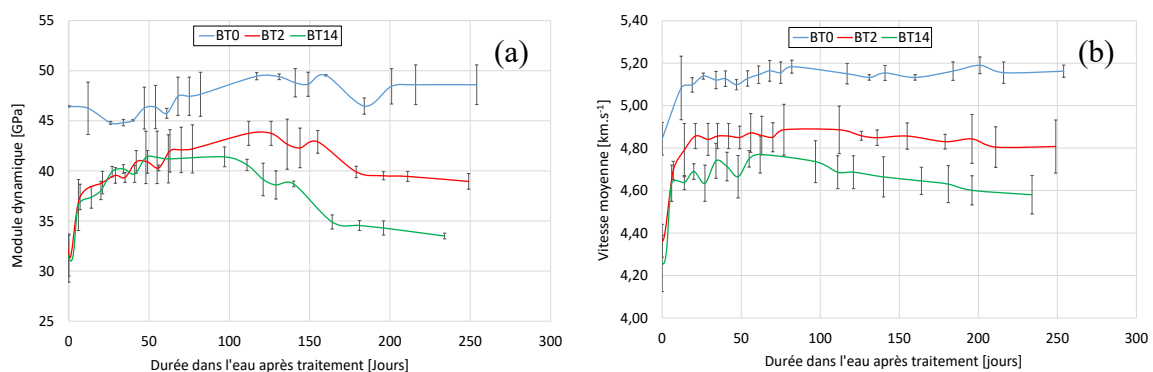 BT0 BT2 BT14
(a)
Module dynamique [GPa]
55
50
45
40
35
30
25
0 50 100 150 200 250 300
Durée dans l'eau après traitement [Jours]
BT0 BT2 BT14
(b)
Vitesse moyenne [km.s⁻¹]
5,40
5,20
5,00
4,80
4,60
4,40
4,20
4,00
0 50 100 150 200 250 300
Durée dans l'eau après traitement [jours]